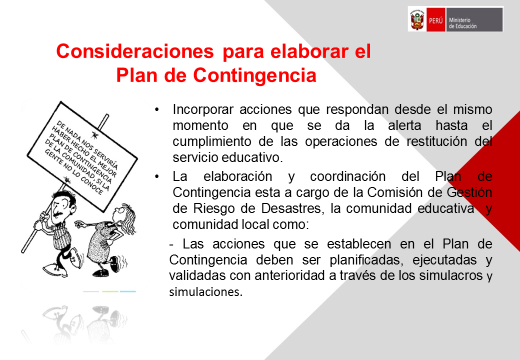 PERÚ
Ministerio
de Educación
Consideraciones para elaborar el
Plan de Contingencia
DE NADA NOS SERVIRÍA
HABER HECHO EL MEJOR
PLAN DE CONTINGENCIA
DE LA COMUNIDAD, SI LA
GENTE NO LO CONOCE
• Incorporar acciones que respondan desde el mismo
momento en que se da la alerta hasta el
cumplimiento de las operaciones de restitución del
servicio educativo.
• La elaboración y coordinación del Plan de
Contingencia esta a cargo de la Comisión de Gestión
de Riesgo de Desastres, la comunidad educativa y
comunidad local como:
- Las acciones que se establecen en el Plan de
Contingencia deben ser planificadas, ejecutadas y
validadas con anterioridad a través de los simulacros y
simulaciones.